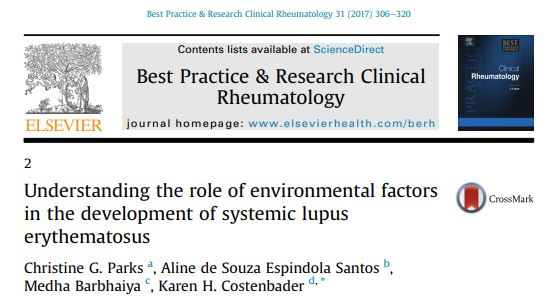 Best Practice & Research Clinical Rheumatology 31 (2017) 306–320
Contents lists available at ScienceDirect
Best Practice & Research Clinical
Rheumatology
journal homepage: www.elsevierhealth.com/berh
ELSEVIER
Clinical
Rheumatology
2
CrossMark
Understanding the role of environmental factors
in the development of systemic lupus
erythematosus
Christine G. Parks a, Aline de Souza Espindola Santos b,
Medha Barbhaiya c, Karen H. Costenbader d, *